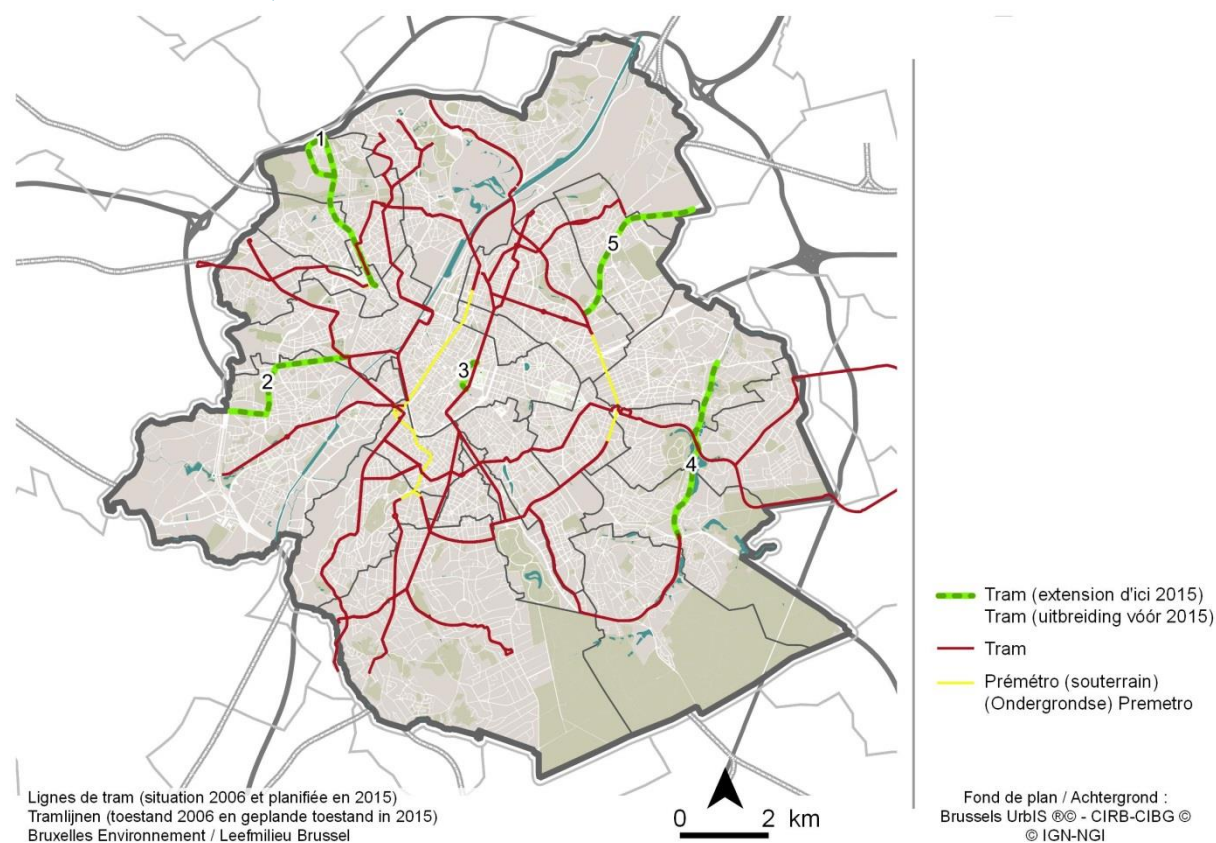 1
5
2
3
4
Tram (extension d'ici 2015)
Tram (uitbreiding vóór 2015)
Tram
Prémétro (souterrain)
(Ondergrondse) Premetro
Lignes de tram (situation 2006 et planifiée en 2015)
Tramlijnen (toestand 2006 en geplande toestand in 2015)
Bruxelles Environnement / Leefmilieu Brussel
0 2 km
Fond de plan / Achtergrond :
Brussels UrbIS ®© - CIRB-CIBG ©
© IGN-NGI